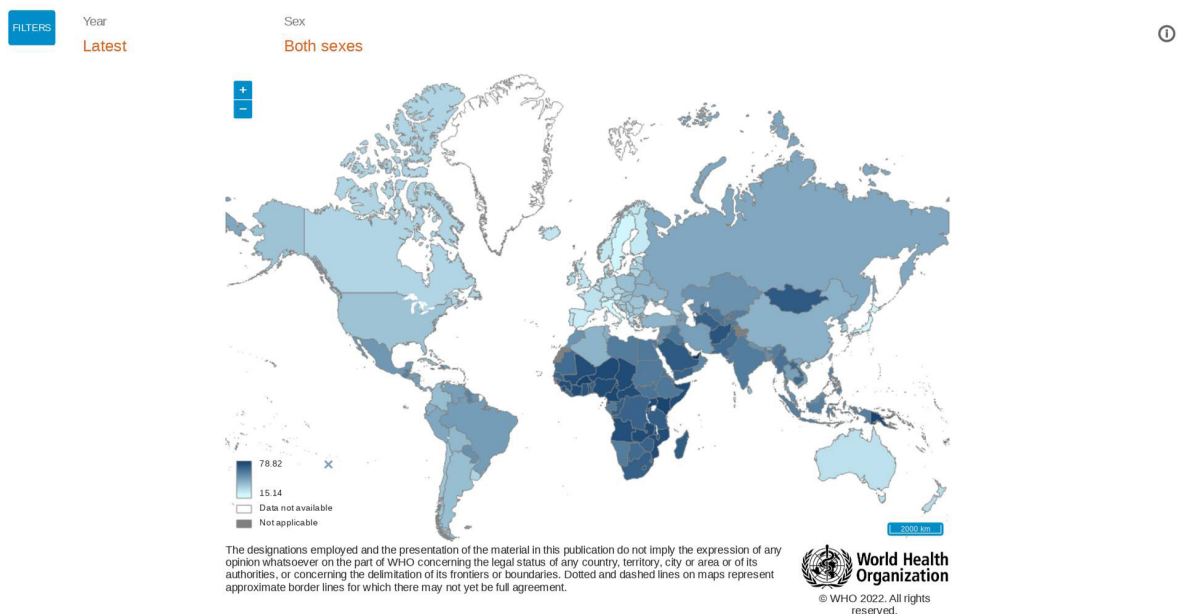 FILTERS
Year
Sex
Latest
Both sexes
+
−
78.82
15.14
Data not available
Not applicable
2000 km
The designations employed and the presentation of the material in this publication do not imply the expression of any
opinion whatsoever on the part of WHO concerning the legal status of any country, territory, city or area or of its
authorities, or concerning the delimitation of its frontiers or boundaries. Dotted and dashed lines on maps represent
approximate border lines for which there may not yet be full agreement.
World Health
Organization
© WHO 2022. All rights
reserved.